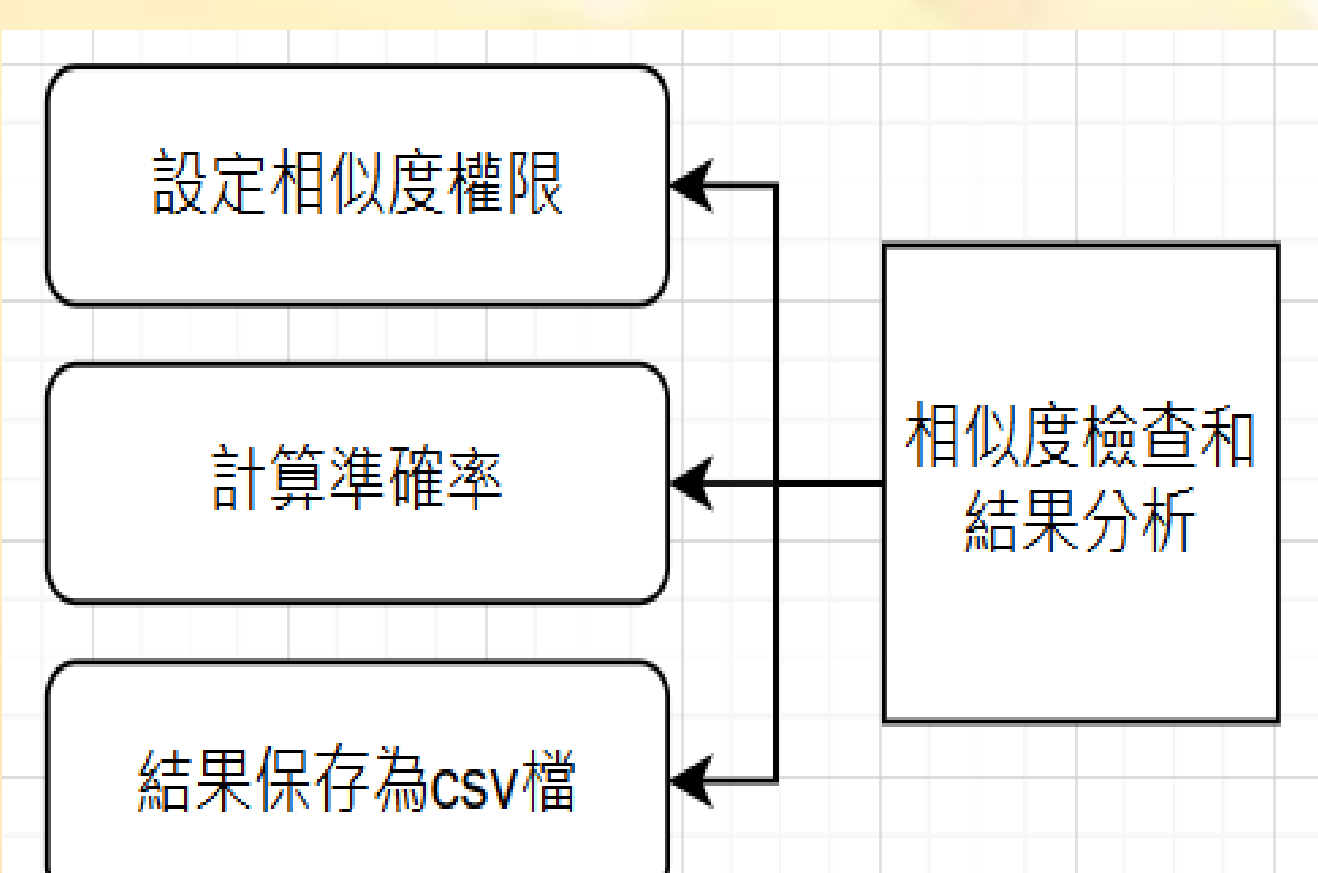 設定相似度權限
計算準確率
結果保存為csv檔
相似度檢查和
結果分析